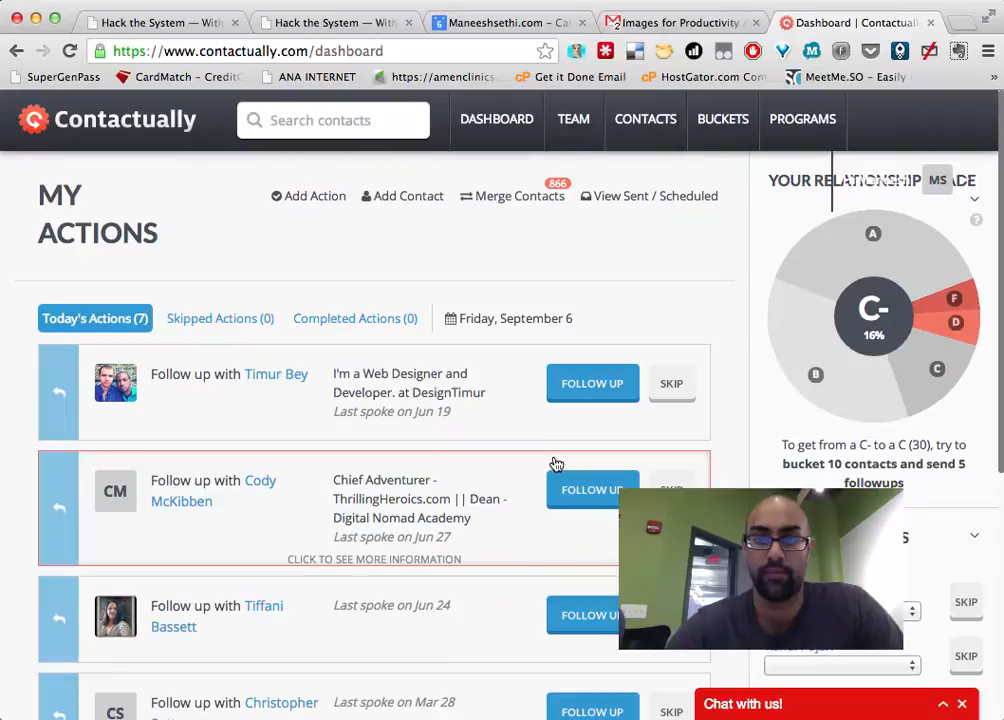 Hack the System — With
Hack the System — With
Maneeshsethi.com – Ca
Images for Productivity
Dashboard | Contactual
https://www.contactually.com/dashboard
SuperGenPass
CardMatch – Credit
ANA INTERNET
https://amenclinics
Get it Done Email
HostGator.com Con
MeetMe.SO – Easily
Contactually
Search contacts
DASHBOARD
TEAM
CONTACTS
BUCKETS
PROGRAMS
MY
ACTIONS
Add Action
Add Contact
Merge Contacts
866
View Sent / Scheduled
YOUR RELATIONSHIP
ADE
MS
A
F
D
C
B
C-
16%
Today's Actions (7)
Skipped Actions (0)
Completed Actions (0)
Friday, September 6
Follow up with Timur Bey
I'm a Web Designer and
Developer. at DesignTimur
Last spoke on Jun 19
FOLLOW UP
SKIP
To get from a C- to a C (30), try to
bucket 10 contacts and send 5
followups
CM
Follow up with Cody
McKibben
Chief Adventurer -
ThrillingHeroics.com || Dean -
Digital Nomad Academy
Last spoke on Jun 27
CLICK TO SEE MORE INFORMATION
FOLLOW UP
S
SKIP
Follow up with Tiffani
Bassett
Last spoke on Jun 24
FOLLOW U
SKIP
CS
Follow up with Christopher
Last spoke on Mar 28
FOLLOW UP
SKIP
Chat with us!